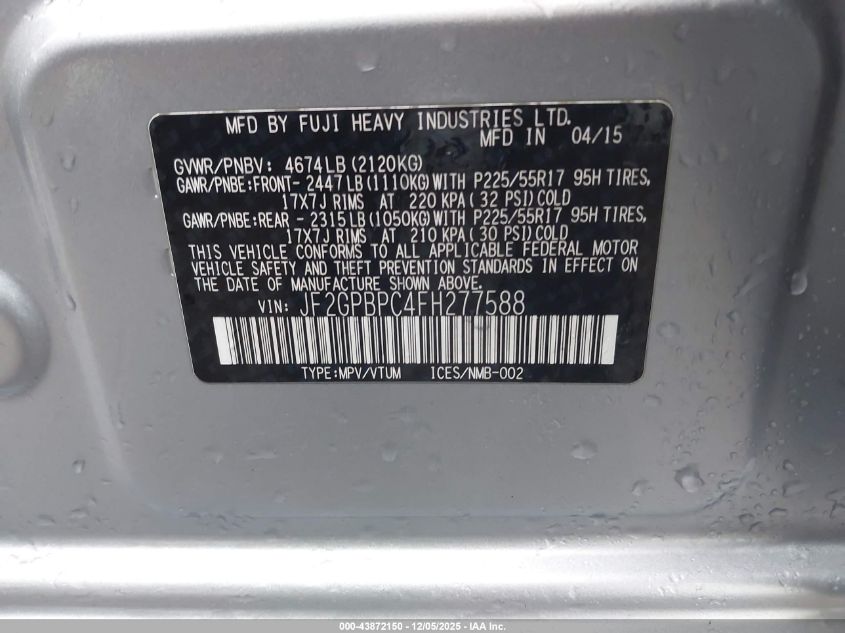 MFD BY FUJI HEAVY INDUSTRIES LTD.
MFD IN 04/15
GVWR/PNBV: 4674LB (2120KG)
GAWR/PNBE:FRONT- 2447LB (1110KG)WITH P225/55R17 95H TIRES,
17X7J RIMS AT 220 KPA ( 32 PSI) COLD
GAWR/PNBE:REAR - 2315LB (1050KG)WITH P225/55R17 95H TIRES,
17X7J RIMS AT 210 KPA ( 30 PSI) COLD
THIS VEHICLE CONFORMS TO ALL APPLICABLE FEDERAL MOTOR
VEHICLE SAFETY AND THEFT PREVENTION STANDARDS IN EFFECT ON
THE DATE OF MANUFACTURE SHOWN ABOVE.
VIN: JF2GPBPC4FH277588
TYPE:MPV/VTUM ICES/NMB-002
000-43872150 - 12/05/2025 - IAA Inc.